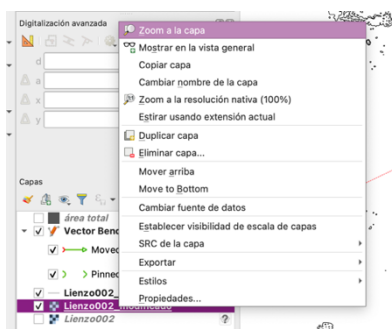 Digitalización avanzada
Zoom a la capa
Mostrar en la vista general
Copiar capa
Cambiar nombre de la capa
Zoom a la resolución nativa (100%)
Estirar usando extensión actual
Duplicar capa
Eliminar capa...
Mover arriba
Move to Bottom
Cambiar fuente de datos
Establecer visibilidad de escala de capas
SRC de la capa
Exportar
Estilos
Propiedades...
d
a
x
y
Capas
área total
Vector Bend
Moved
Pinned
Lienzo002_
Lienzo002_modificado
Lienzo002
?